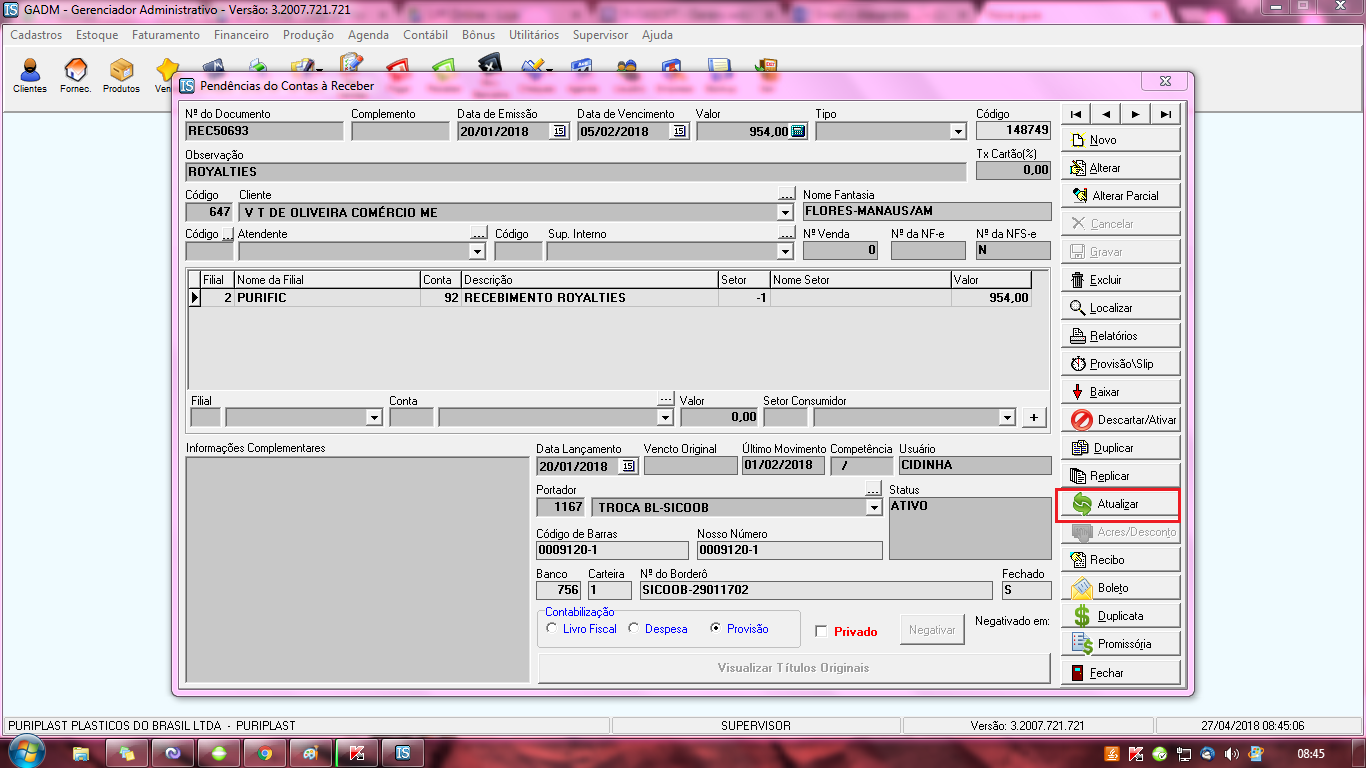 GADM - Gerenciador Administrativo - Versão: 3.2007.721.721
Cadastros Estoque Faturamento Financeiro Produção Agenda Contábil Bônus Utilitários Supervisor Ajuda
Clientes Fornec. Produtos
Pendências do Contas à Receber
Nº do Documento Complemento Data de Emissão Data de Vencimento Valor Tipo Código
REC50693 20/01/2018 15 05/02/2018 15 954,00 148749
Observação Tx Cartão(%)
ROYALTIES 0,00
Código Cliente ... Nome Fantasia
647 V T DE OLIVEIRA COMÉRCIO ME FLORES-MANAUS/AM
Código ... Atendente ... Código Sup. Interno ... Nº Venda Nº da NF-e Nº da NFS-e
0 N
Filial Nome da Filial Conta Descrição Setor Nome Setor Valor
2 PURIFIC 92 RECEBIMENTO ROYALTIES -1 954,00
Filial Conta ... Valor Setor Consumidor
0,00 +
Informações Complementares
Data Lançamento Vencto Original Último Movimento Competência Usuário
20/01/2018 15 01/02/2018 / CIDINHA
Portador ... Status
1167 TROCA BL-SICOOB ATIVO
Código de Barras Nosso Número
0009120-1 0009120-1
Banco Carteira Nº do Borderô Fechado
756 1 SICOOB-29011702 S
Contabilização
Livro Fiscal Despesa Provisão Privado Negativar Negativado em:
Visualizar Títulos Originais
Novo
Alterar
Alterar Parcial
Cancelar
Gravar
Excluir
Localizar
Relatórios
Provisão\Slip
Baixar
Descartar/Ativar
Duplicar
Replicar
Atualizar
Acres/Desconto
Recibo
Boleto
Duplicata
Promissória
Fechar
PURIPLAST PLASTICOS DO BRASIL LTDA - PURIPLAST SUPERVISOR Versão: 3.2007.721.721 27/04/2018 08:45:06
08:45